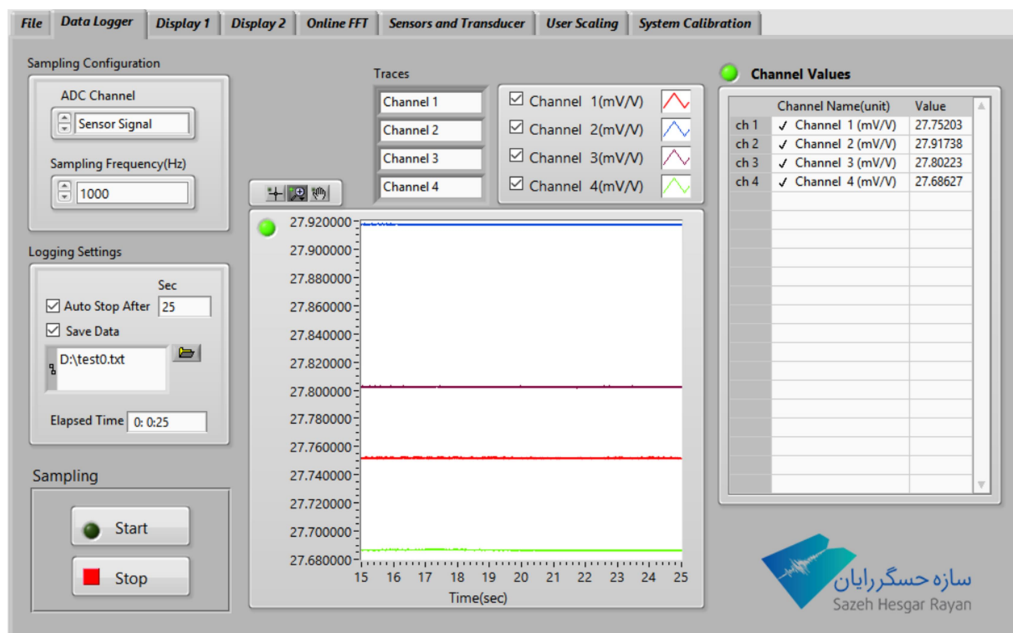 File Data Logger Display 1 Display 2 Online FFT Sensors and Transducer User Scaling System Calibration
Sampling Configuration
ADC Channel
Sensor Signal
Sampling Frequency(Hz)
1000
Logging Settings
Sec
Auto Stop After 25
Save Data
D:\test0.txt
Elapsed Time 0: 0:25
Sampling
Start
Stop
Traces
Channel 1
Channel 2
Channel 3
Channel 4
Channel 1(mV/V)
Channel 2(mV/V)
Channel 3(mV/V)
Channel 4(mV/V)
27.920000
27.900000
27.880000
27.860000
27.840000
27.820000
27.800000
27.780000
27.760000
27.740000
27.720000
27.700000
27.680000
15 16 17 18 19 20 21 22 23 24 25
Time(sec)
Channel Values
Channel Name(unit) Value
ch 1 ✓ Channel 1 (mV/V) 27.75203
ch 2 ✓ Channel 2 (mV/V) 27.91738
ch 3 ✓ Channel 3 (mV/V) 27.80223
ch 4 ✓ Channel 4 (mV/V) 27.68627
سازه حسگر رایان
Sazeh Hesgar Rayan